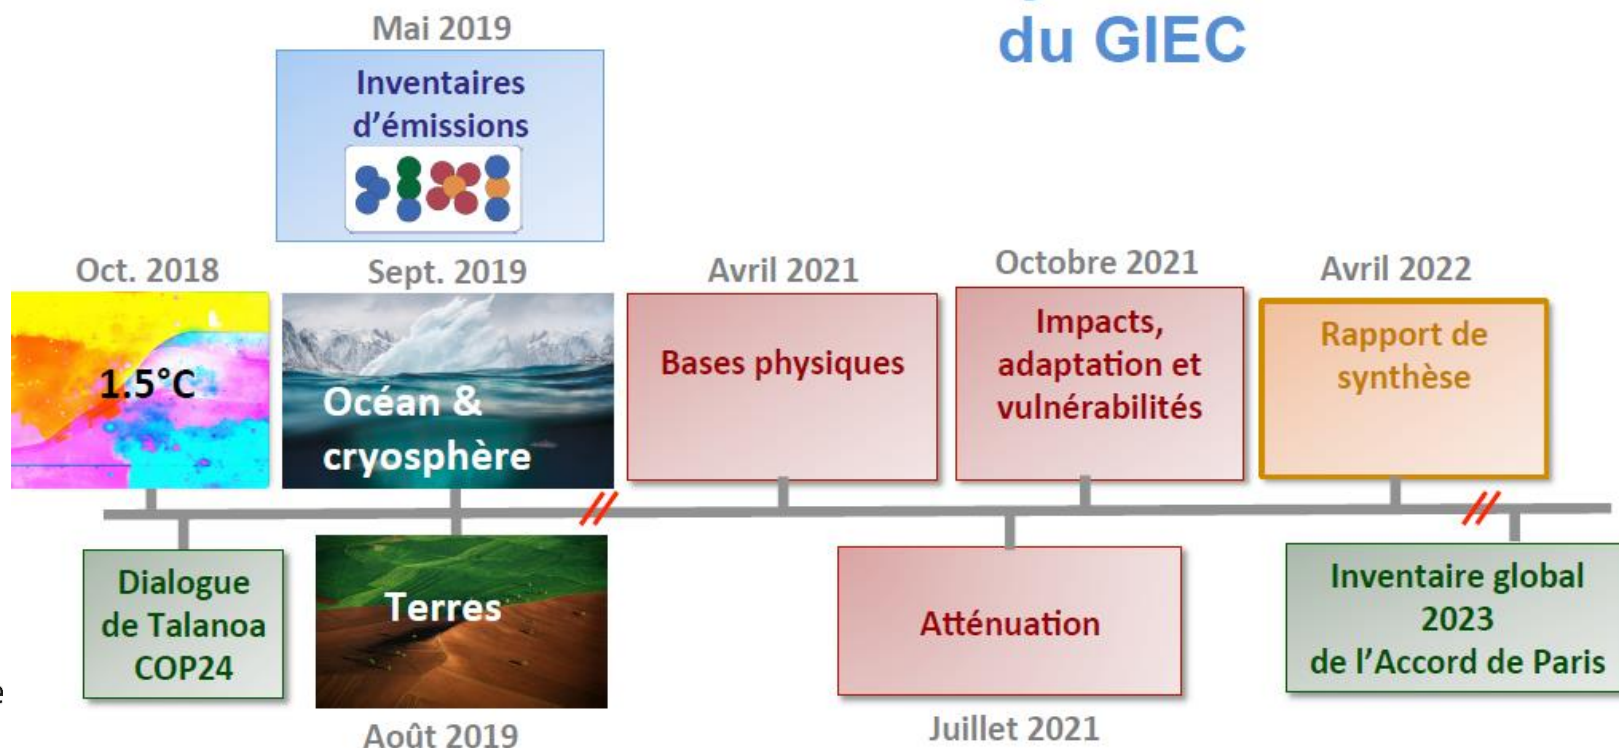 du GIEC
Mai 2019
Inventaires
d'émissions
Oct. 2018
1.5°C
Sept. 2019
Océan &
cryosphère
Avril 2021
Bases physiques
Octobre 2021
Impacts,
adaptation et
vulnérabilités
Avril 2022
Rapport de
synthèse
Dialogue
de Talanoa
COP24
Terres
Août 2019
Atténuation
Juillet 2021
Inventaire global
2023
de l'Accord de Paris